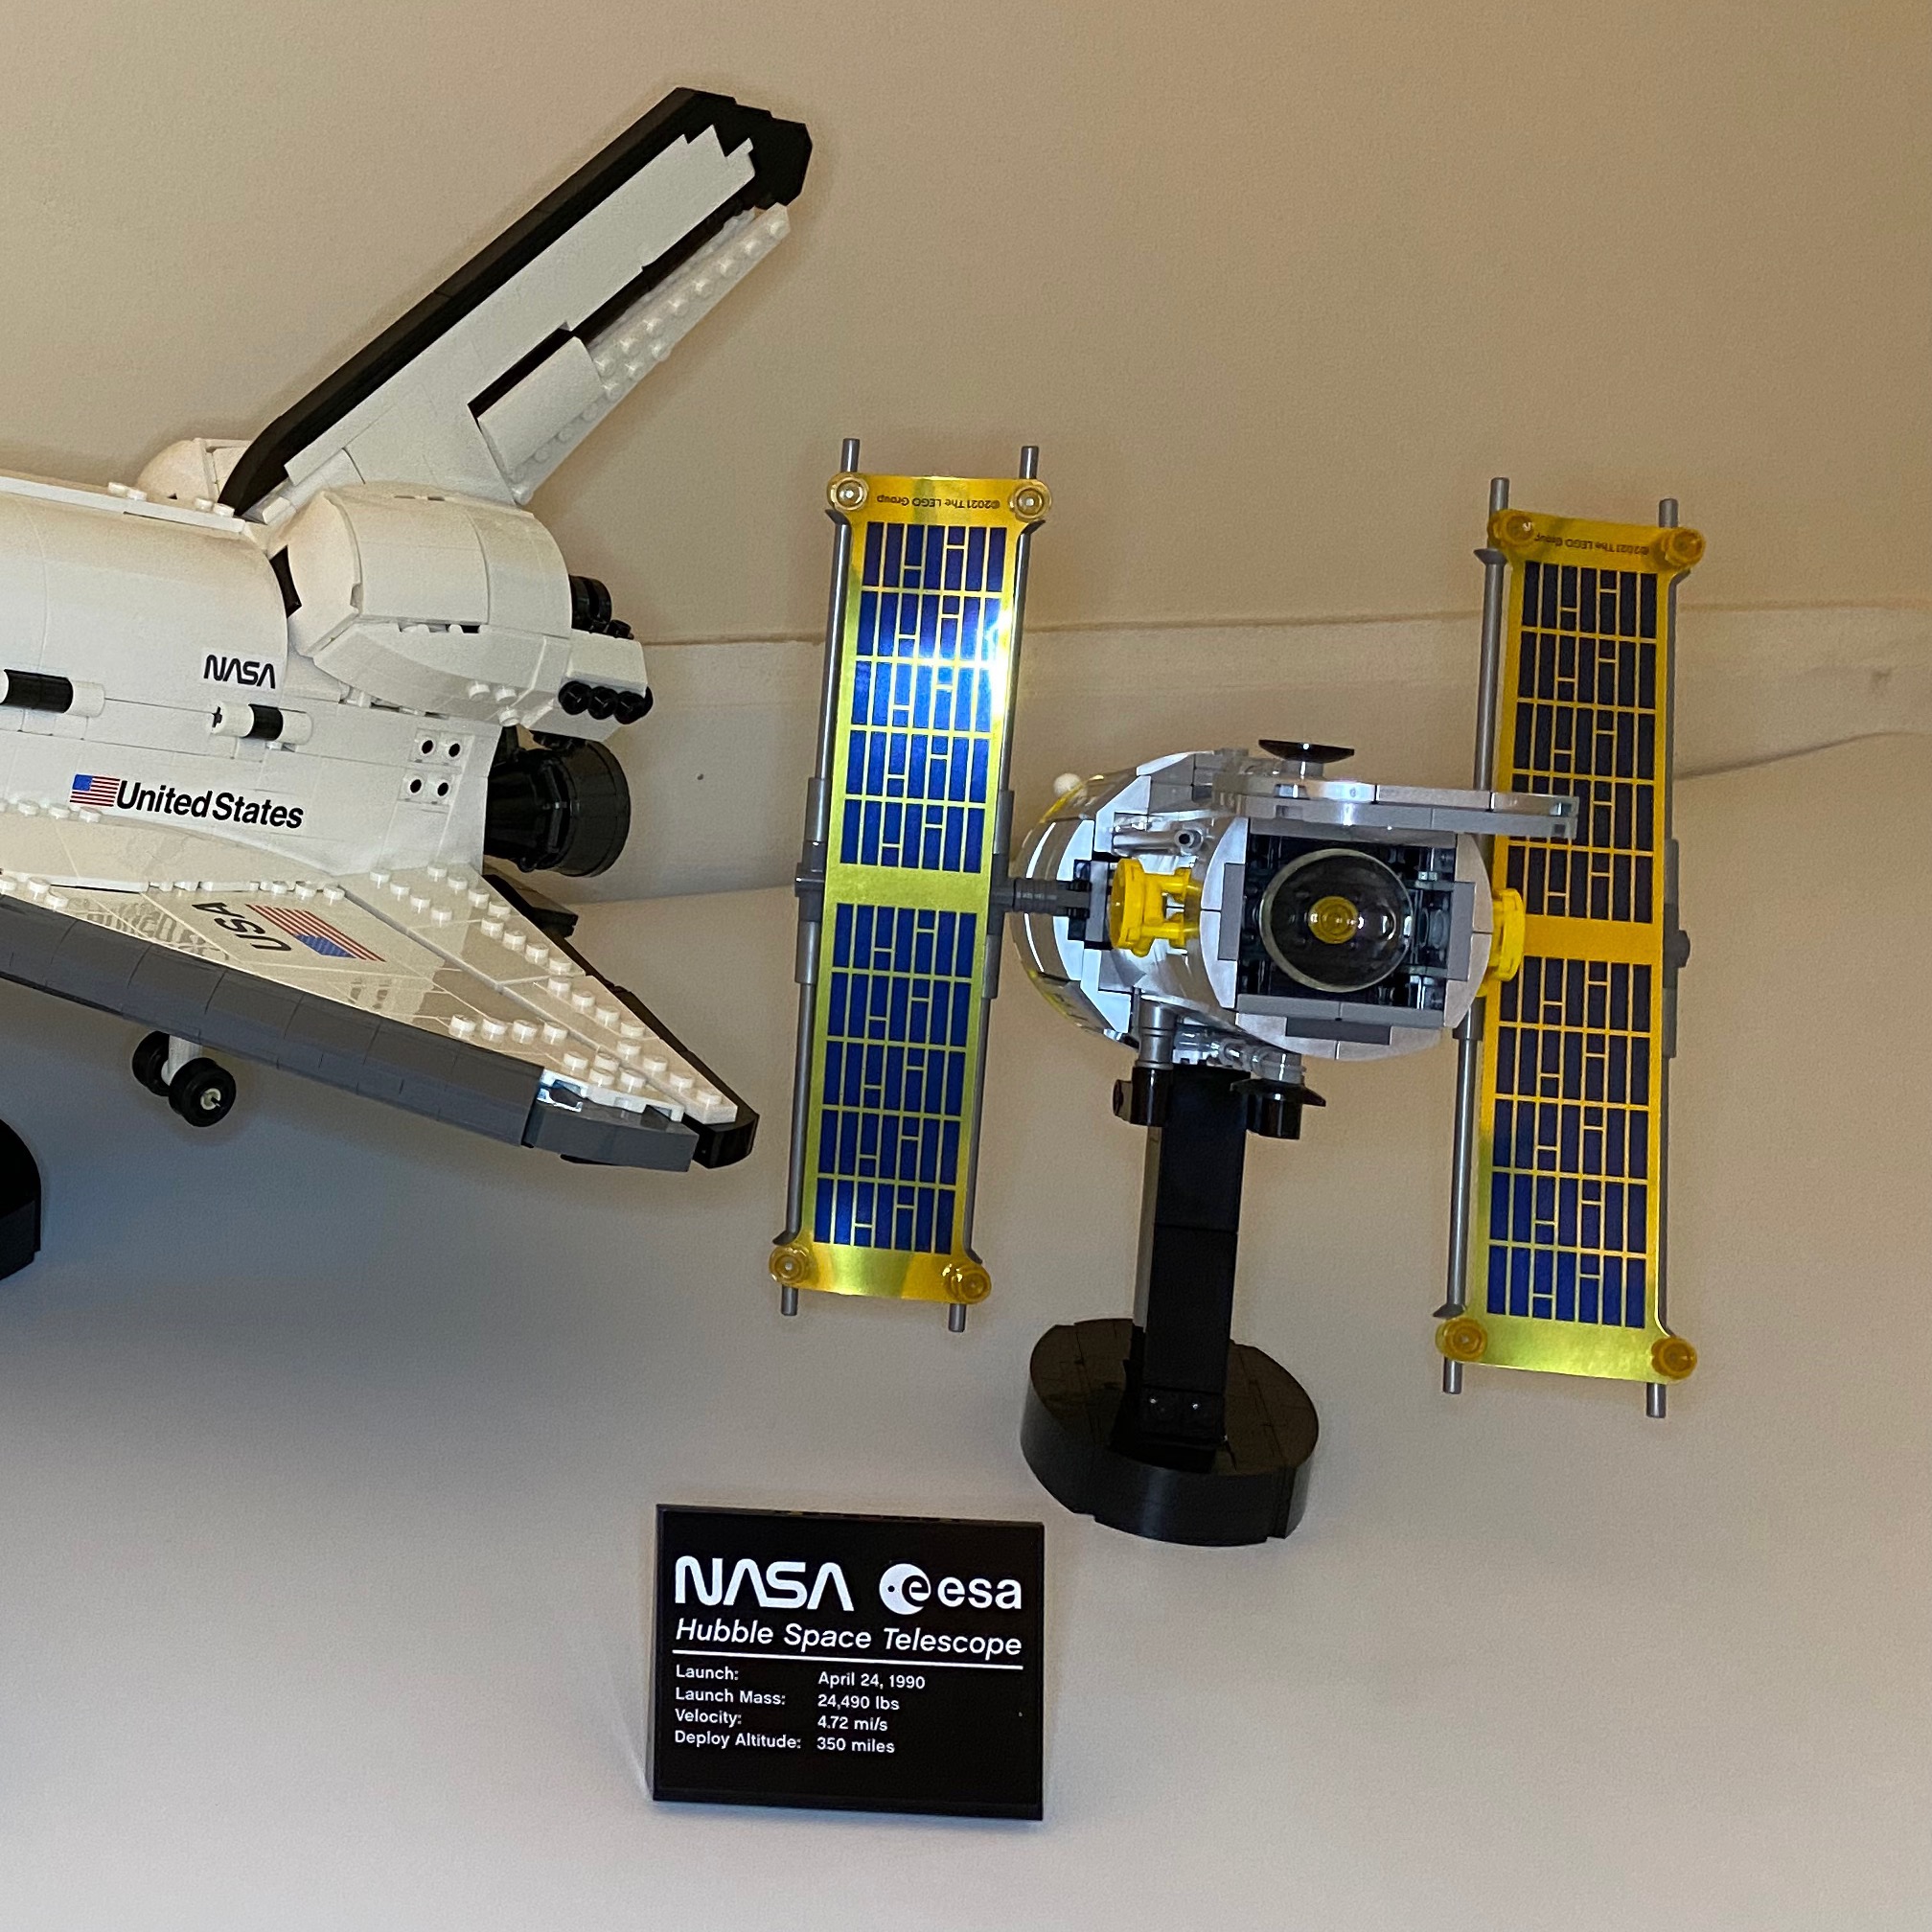 ©2021 The LEGO Group
©2021 The LEGO Group
NASA
United States
USA
NASA esa
Hubble Space Telescope
Launch: April 24, 1990
Launch Mass: 24,490 lbs
Velocity: 4.72 mi/s
Deploy Altitude: 350 miles